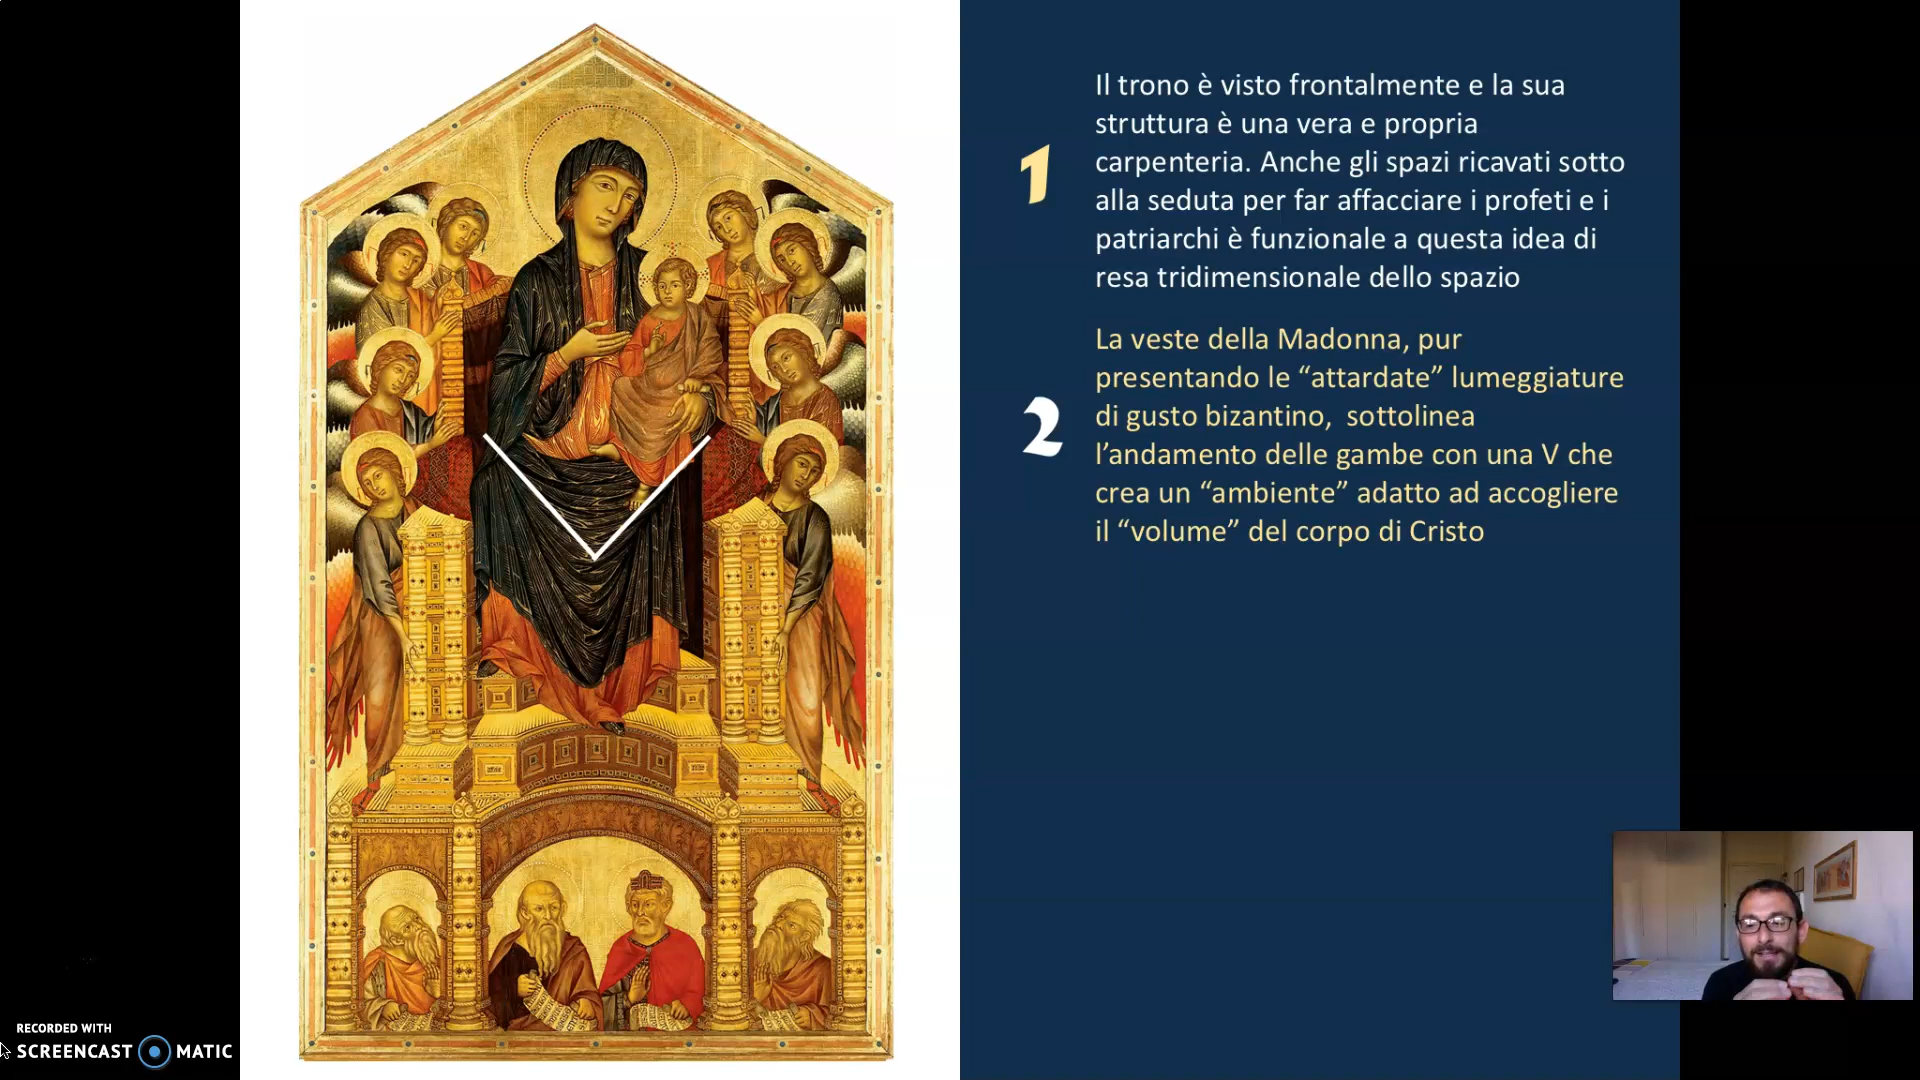 1
Il trono è visto frontalmente e la sua
struttura è una vera e propria
carpenteria. Anche gli spazi ricavati sotto
alla seduta per far affacciare i profeti e i
patriarchi è funzionale a questa idea di
resa tridimensionale dello spazio
2
La veste della Madonna, pur
presentando le “attardate” lumeggiature
di gusto bizantino,  sottolinea
l’andamento delle gambe con una V che
crea un “ambiente” adatto ad accogliere
il “volume” del corpo di Cristo
RECORDED WITH
SCREENCAST MATIC